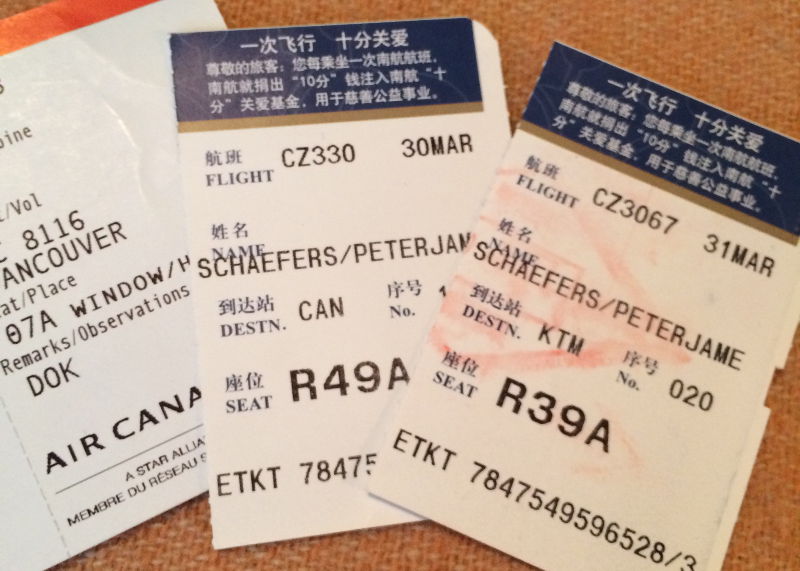 8116
VANCOUVER
07A WINDOW/H
Remarks/Observations
DOK
AIR CANA
A STAR ALLIA
MEMBRE DU RÉSEAU S
一次飞行 十分关爱
尊敬的旅客:您每乘坐一次南航航班,
南航就捐出“10分”钱注入南航“十
分”关爱基金,用于慈善公益事业。
航班
FLIGHT CZ330 30MAR
姓名
NAME
SCHAEFERS/PETERJAM
到达站
DESTN. CAN
序号
No.
座位
SEAT R49A
ETKT 78475
一次飞行 十分关爱
尊敬的旅客:您每乘坐一次南航航班,
南航就捐出“10分”钱注入南航“十
分”关爱基金,用于慈善公益事业。
航班
FLIGHT CZ3067 31MAR
姓名
NAME
SCHAEFERS/PETERJAME
到达站
DESTN. KTM
序号
No. 020
座位
SEAT R39A
ETKT 7847549596528/3